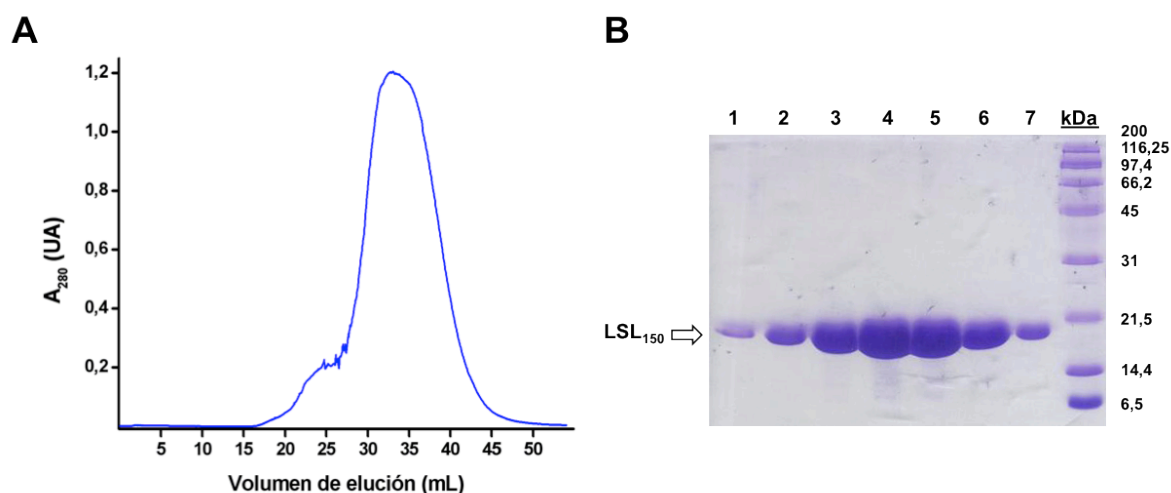 A
1,2
1,0
0,8
0,6
0,4
0,2
A280 (UA)
5 10 15 20 25 30 35 40 45 50
Volumen de elución (mL)
B
1 2 3 4 5 6 7 kDa
200
116,25
97,4
66,2
45
31
21,5
14,4
6,5
LSL150